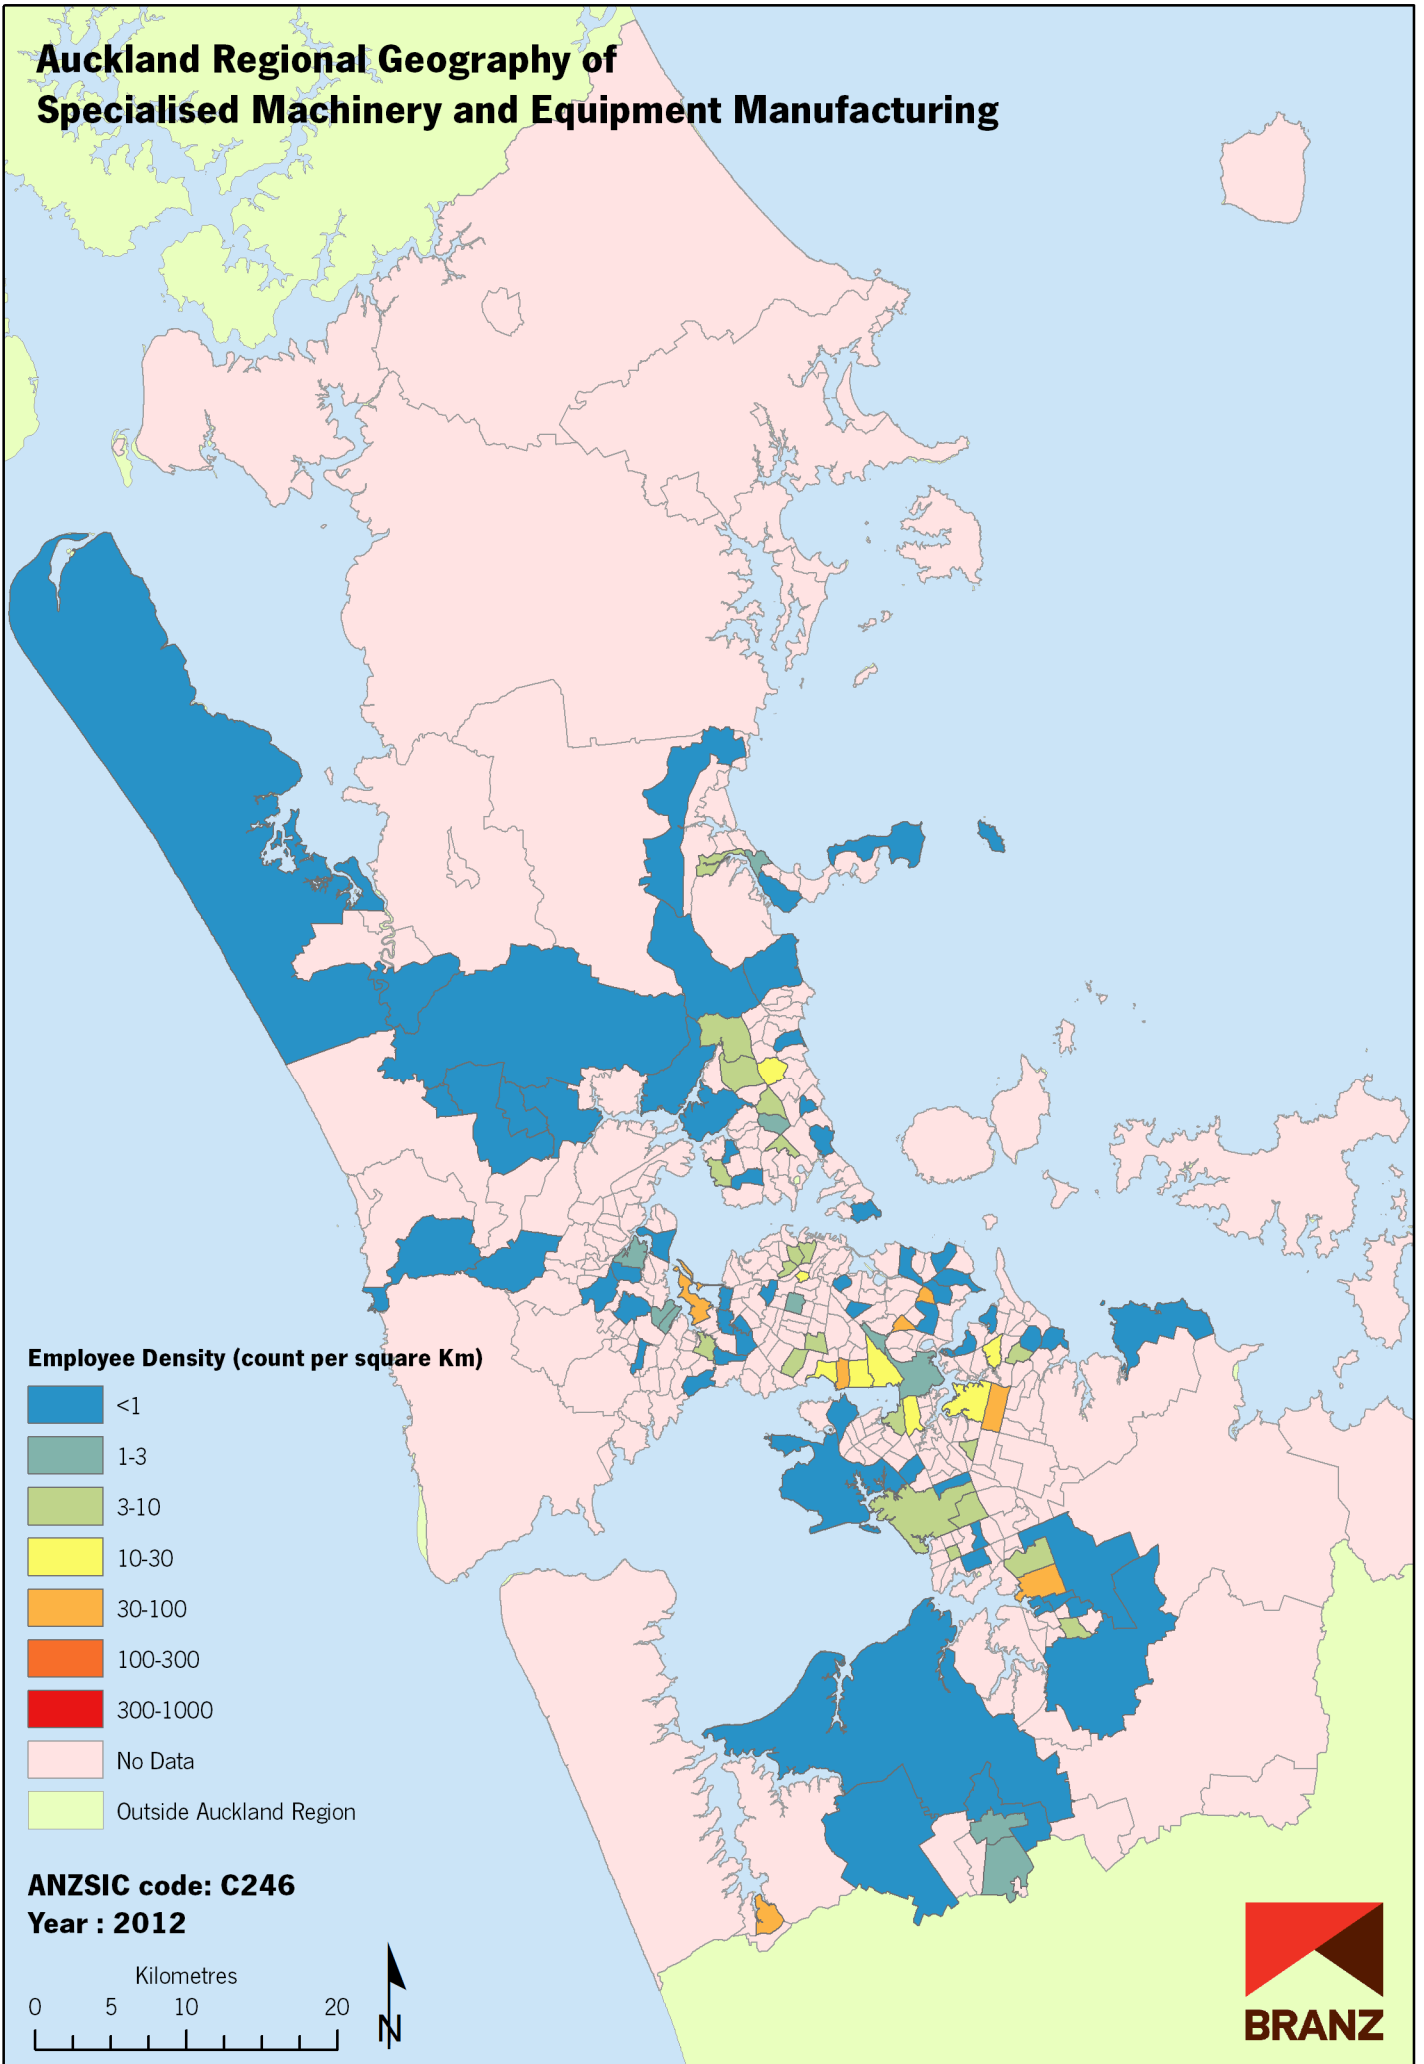 Auckland Regional Geography of
Specialised Machinery and Equipment Manufacturing
Employee Density (count per square Km)
<1
1-3
3-10
10-30
30-100
100-300
300-1000
No Data
Outside Auckland Region
ANZSIC code: C246
Year : 2012
Kilometres
0 5 10 20
N
BRANZ